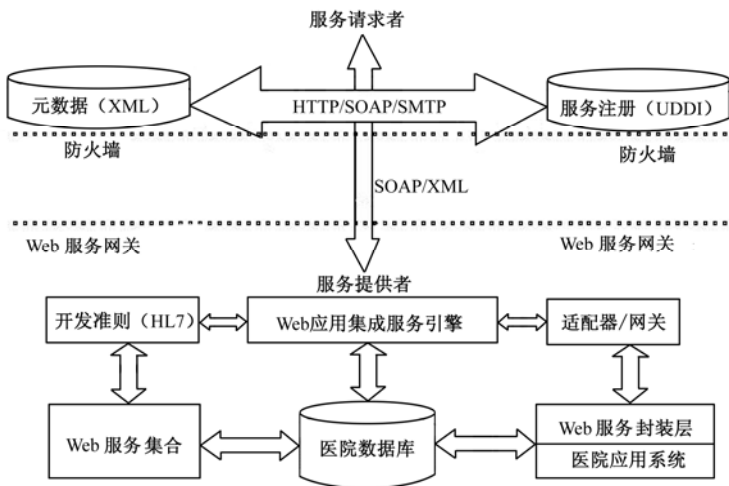 服务请求者
元数据（XML）
HTTP/SOAP/SMTP
服务注册（UDDI）
防火墙
防火墙
SOAP/XML
Web 服务网关
Web 服务网关
服务提供者
开发准则（HL7）
Web应用集成服务引擎
适配器/网关
Web 服务集合
医院数据库
Web 服务封装层
医院应用系统